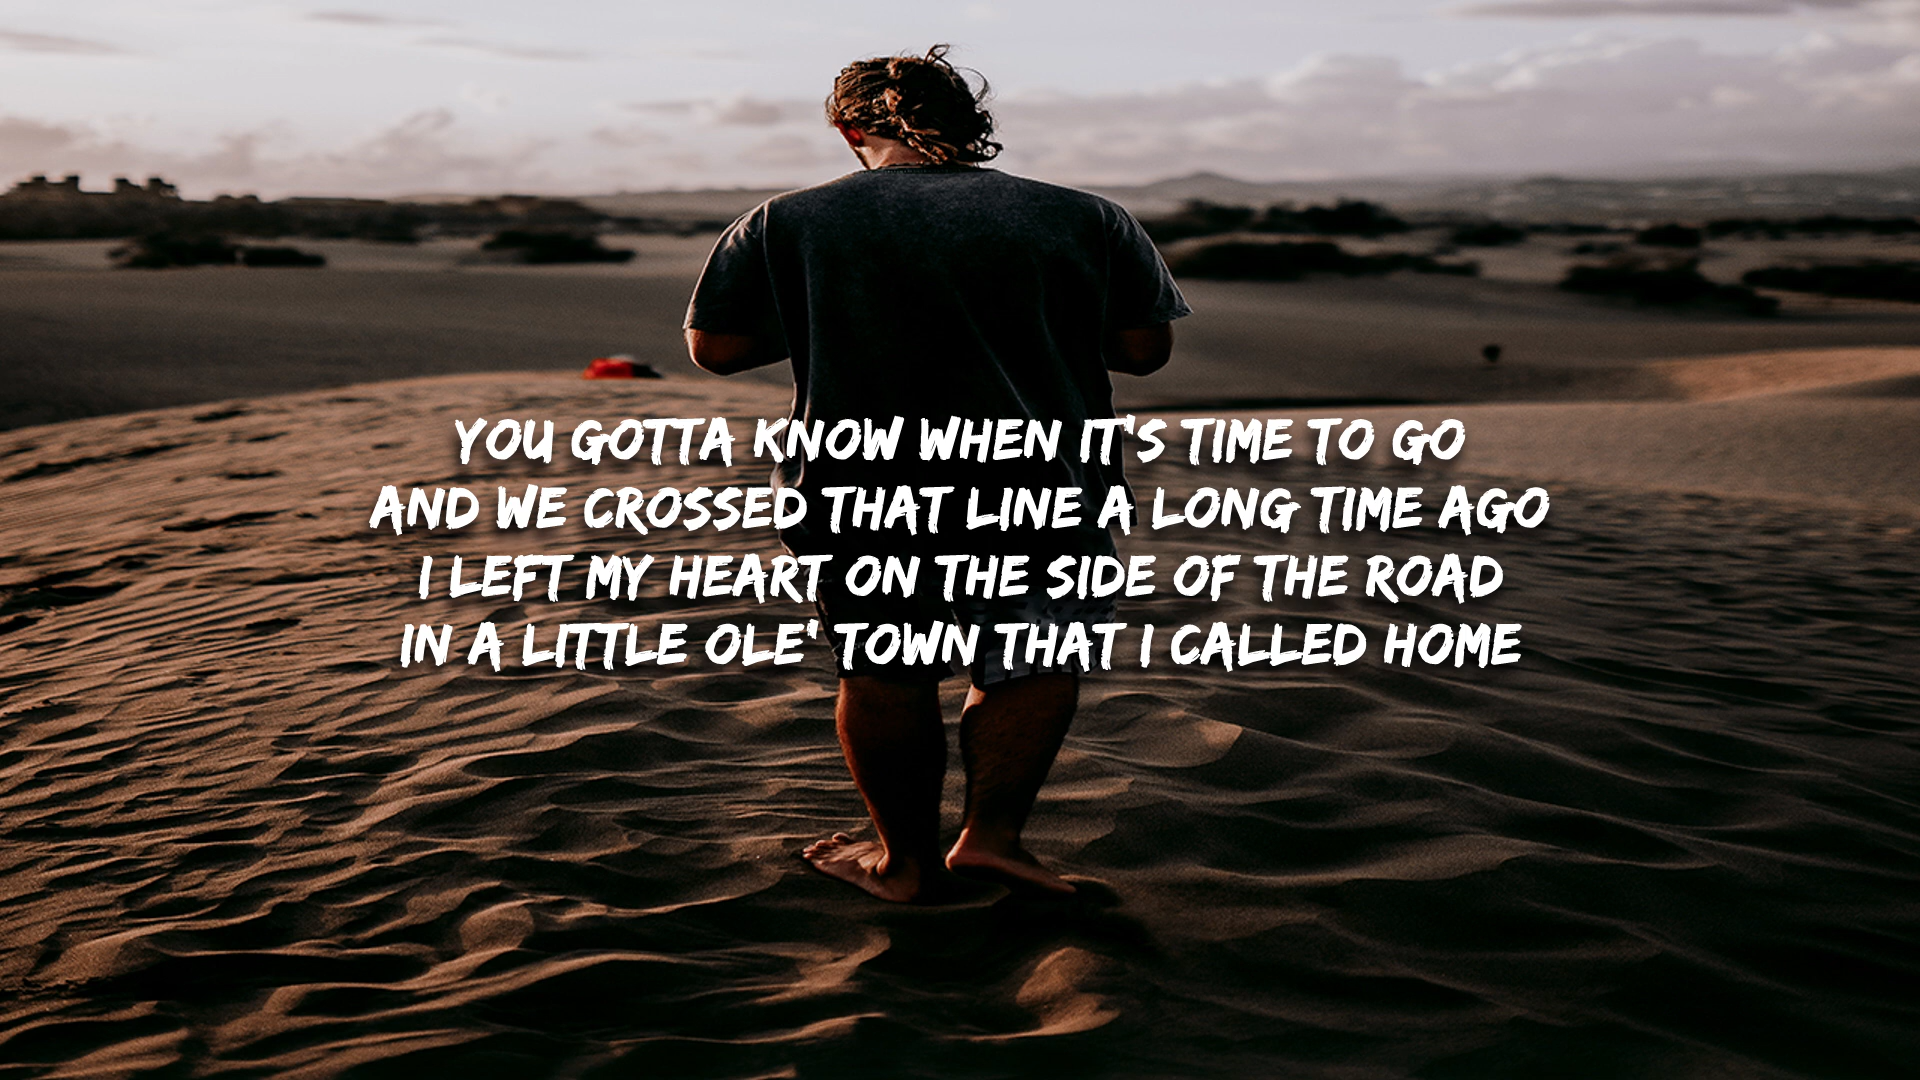 YOU GOTTA KNOW WHEN IT'S TIME TO GO
AND WE CROSSED THAT LINE A LONG TIME AGO
I LEFT MY HEART ON THE SIDE OF THE ROAD
IN A LITTLE OLE' TOWN THAT I CALLED HOME